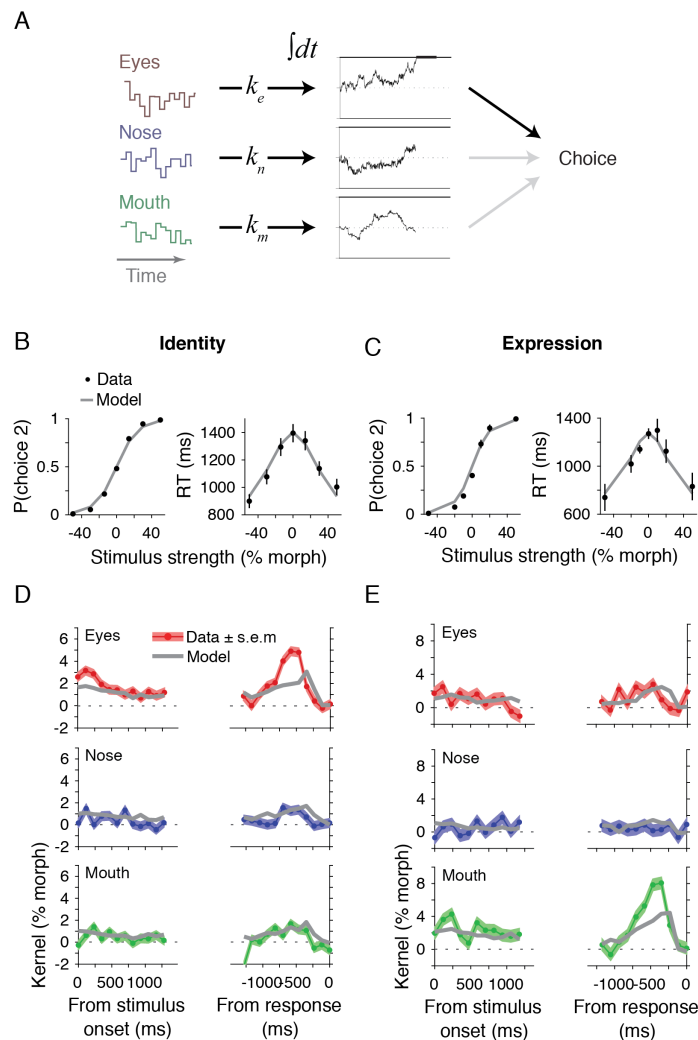 A
∫dt
Eyes
k_e
Nose
k_n
Choice
Mouth
k_m
Time
B
Identity
C
Expression
Data
Model
P(choice 2)
1
0.5
0
-40 0 40
RT (ms)
1400
1200
1000
800
-40 0 40
Stimulus strength (% morph)
P(choice 2)
1
0.5
0
-40 0 40
RT (ms)
1400
1000
600
-40 0 40
Stimulus strength (% morph)
D
E
Eyes
Data ± s.e.m
Model
6
4
2
0
-2
Nose
6
4
2
0
-2
Mouth
6
4
2
0
-2
Kernel (% morph)
0 500 1000
-1000 -500 0
From stimulus
onset (ms)
From response
(ms)
Eyes
8
4
0
Nose
8
4
0
Mouth
8
4
0
Kernel (% morph)
0 500 1000
-1000 -500 0
From stimulus
onset (ms)
From response
(ms)